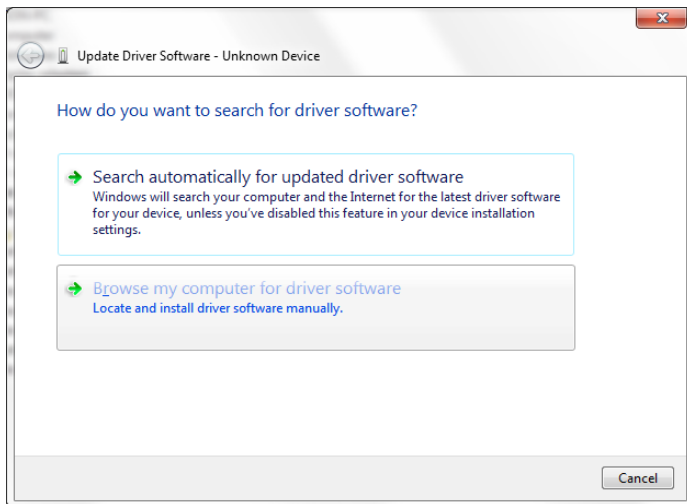 Update Driver Software - Unknown Device
How do you want to search for driver software?
Search automatically for updated driver software
Windows will search your computer and the Internet for the latest driver software
for your device, unless you've disabled this feature in your device installation
settings.
Browse my computer for driver software
Locate and install driver software manually.
Cancel